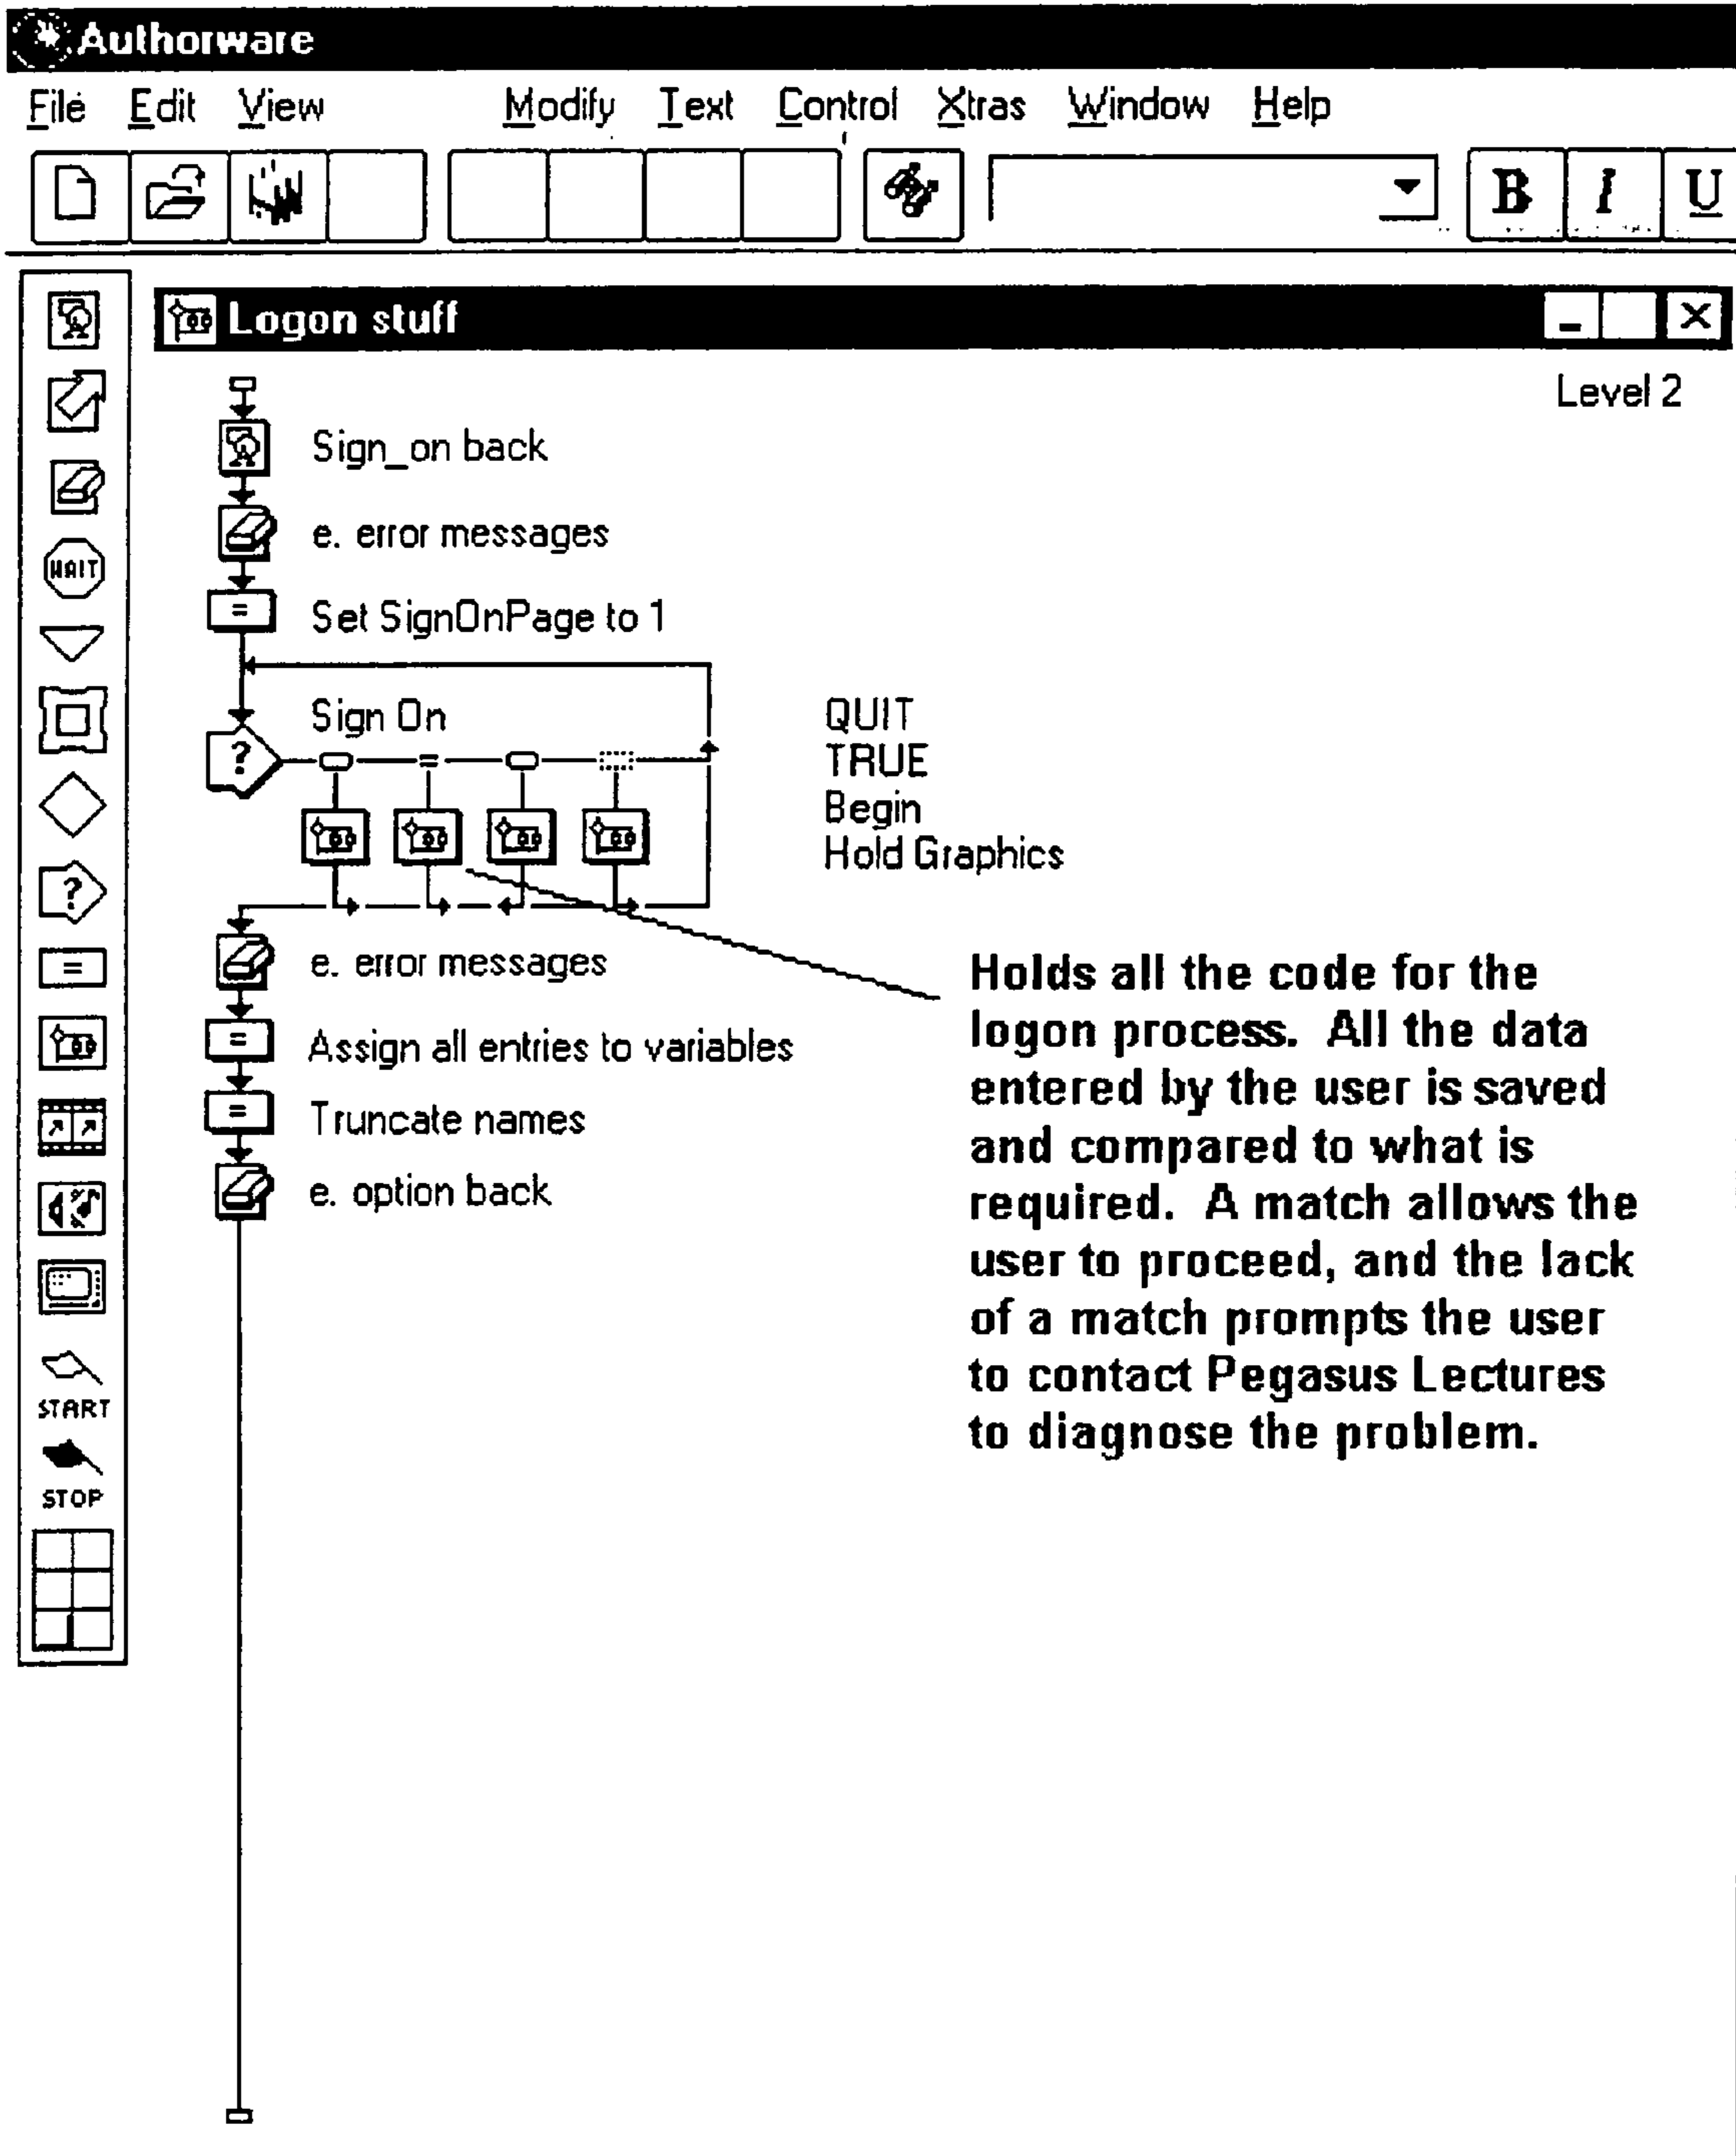 Authorware
File Edit View Modify Text Control Xtras Window Help
B I U
Logon stuff
Level 2
Sign_on back
e. error messages
WAIT
Set SignOnPage to 1
Sign On
QUIT
TRUE
Begin
Hold Graphics
?
?
=
=
e. error messages
Assign all entries to variables
=
Truncate names
=
e. option back
Holds all the code for the
logon process. All the data
entered by the user is saved
and compared to what is
required. A match allows the
user to proceed, and the lack
of a match prompts the user
to contact Pegasus Lectures
to diagnose the problem.
START
STOP